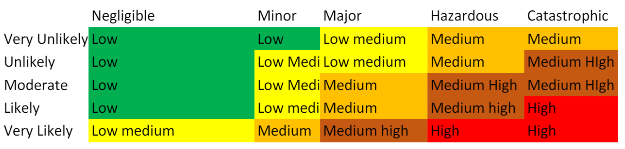 Negligible Minor Major Hazardous Catastrophic
Very Unlikely Low Low Low medium Medium Medium
Unlikely Low Low Medi Low medium Medium Medium HIgh
Moderate Low Low Medi Medium Medium High Medium HIgh
Likely Low Low medi Medium Medium high High
Very Likely Low medium Medium Medium high High High